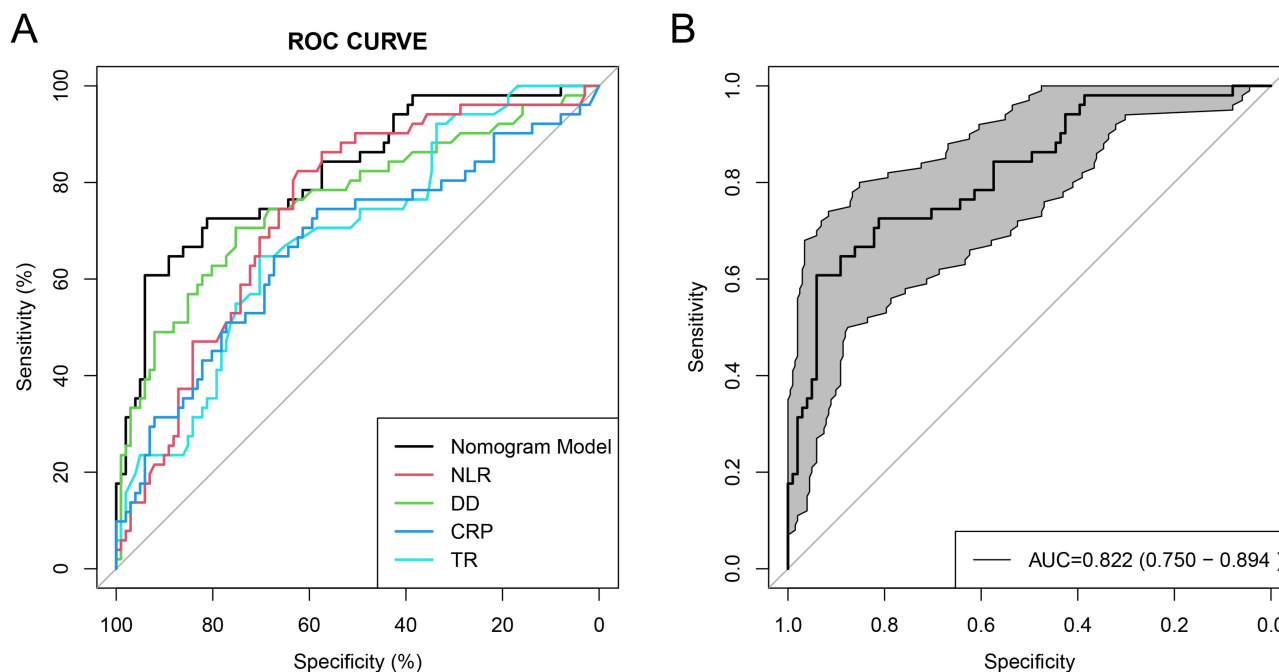 A
ROC CURVE
Sensitivity (%)
100
80
60
40
20
0
Nomogram Model
NLR
DD
CRP
TR
100 80 60 40 20 0
Specificity (%)
B
Sensitivity
1.0
0.8
0.6
0.4
0.2
0.0
AUC=0.822 (0.750 − 0.894 )
1.0 0.8 0.6 0.4 0.2 0.0
Specificity